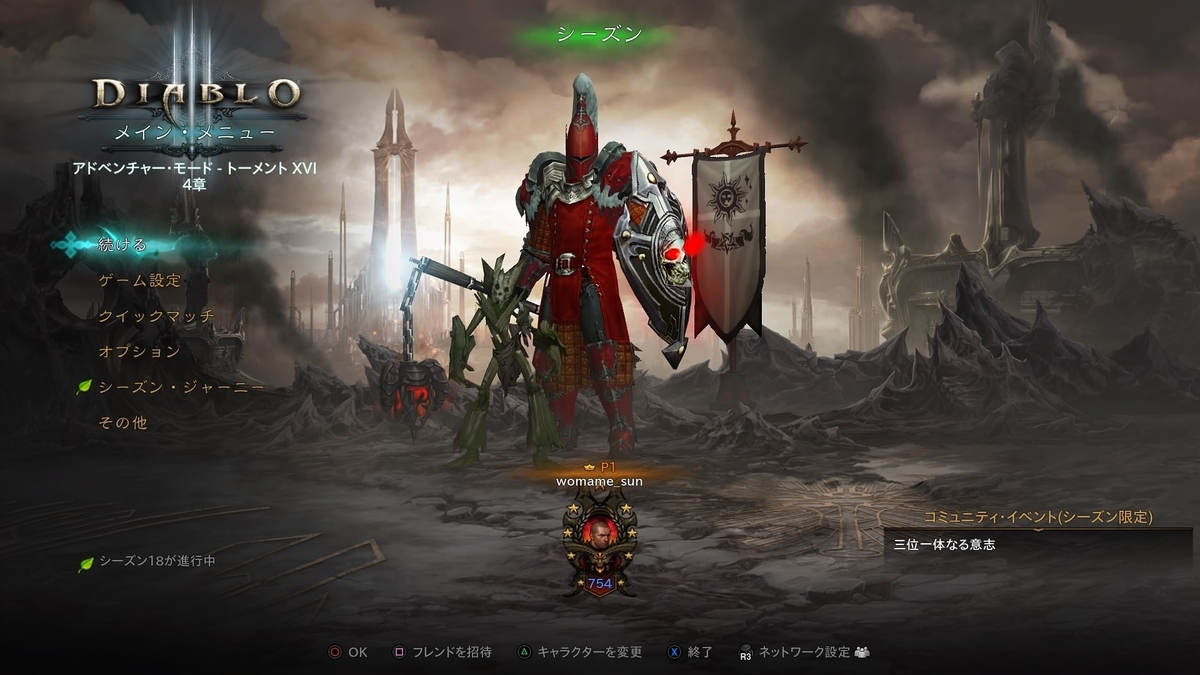 シーズン
DIABLO
メイン・メニュー
アドベンチャー・モード - トーメント XVI
4章
続ける
ゲーム設定
クイックマッチ
オプション
シーズン・ジャーニー
その他
P1
womame_sun
754
コミュニティ・イベント(シーズン限定)
三位一体なる意志
シーズン18が進行中
OK
フレンドを招待
キャラクターを変更
X 終了
R3 ネットワーク設定